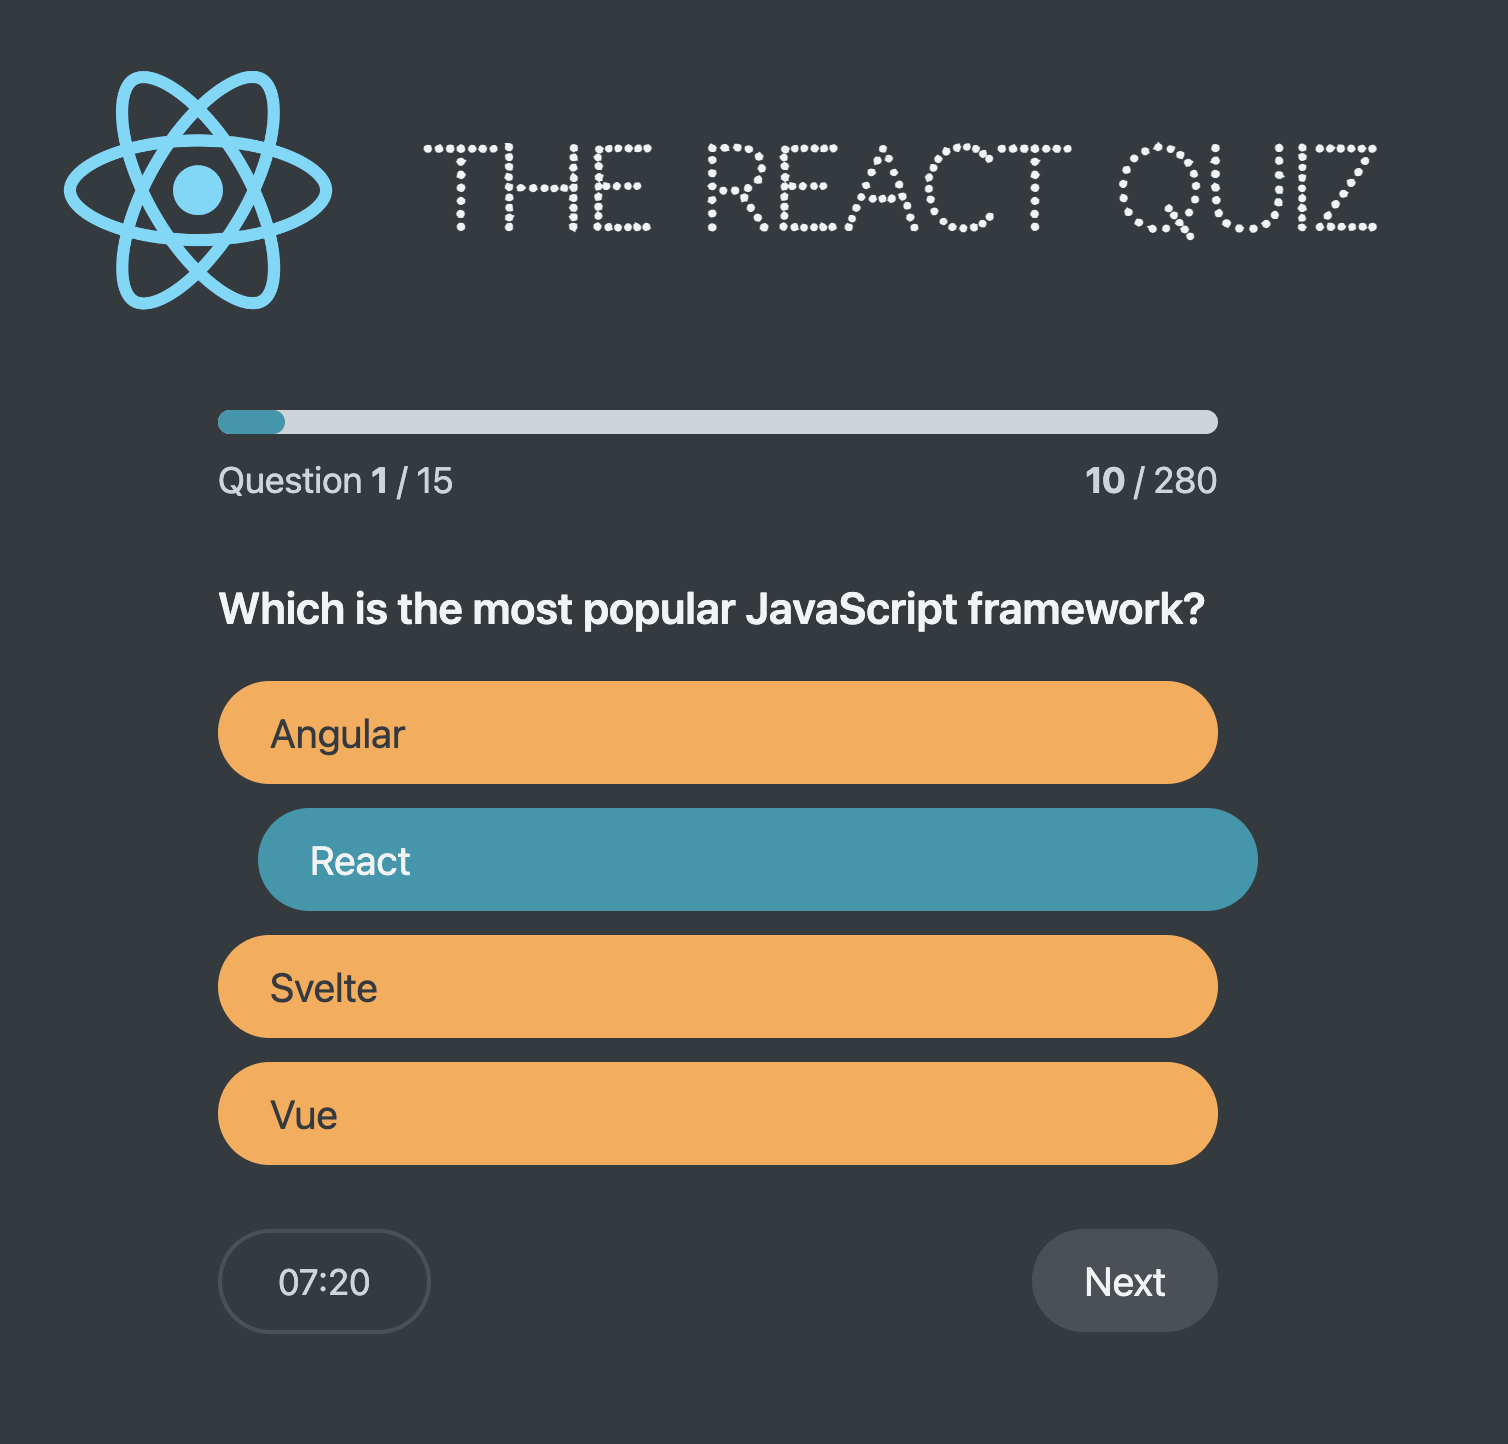 THE REACT QUIZ
Question 1 / 15
10 / 280
Which is the most popular JavaScript framework?
Angular
React
Svelte
Vue
07:20
Next